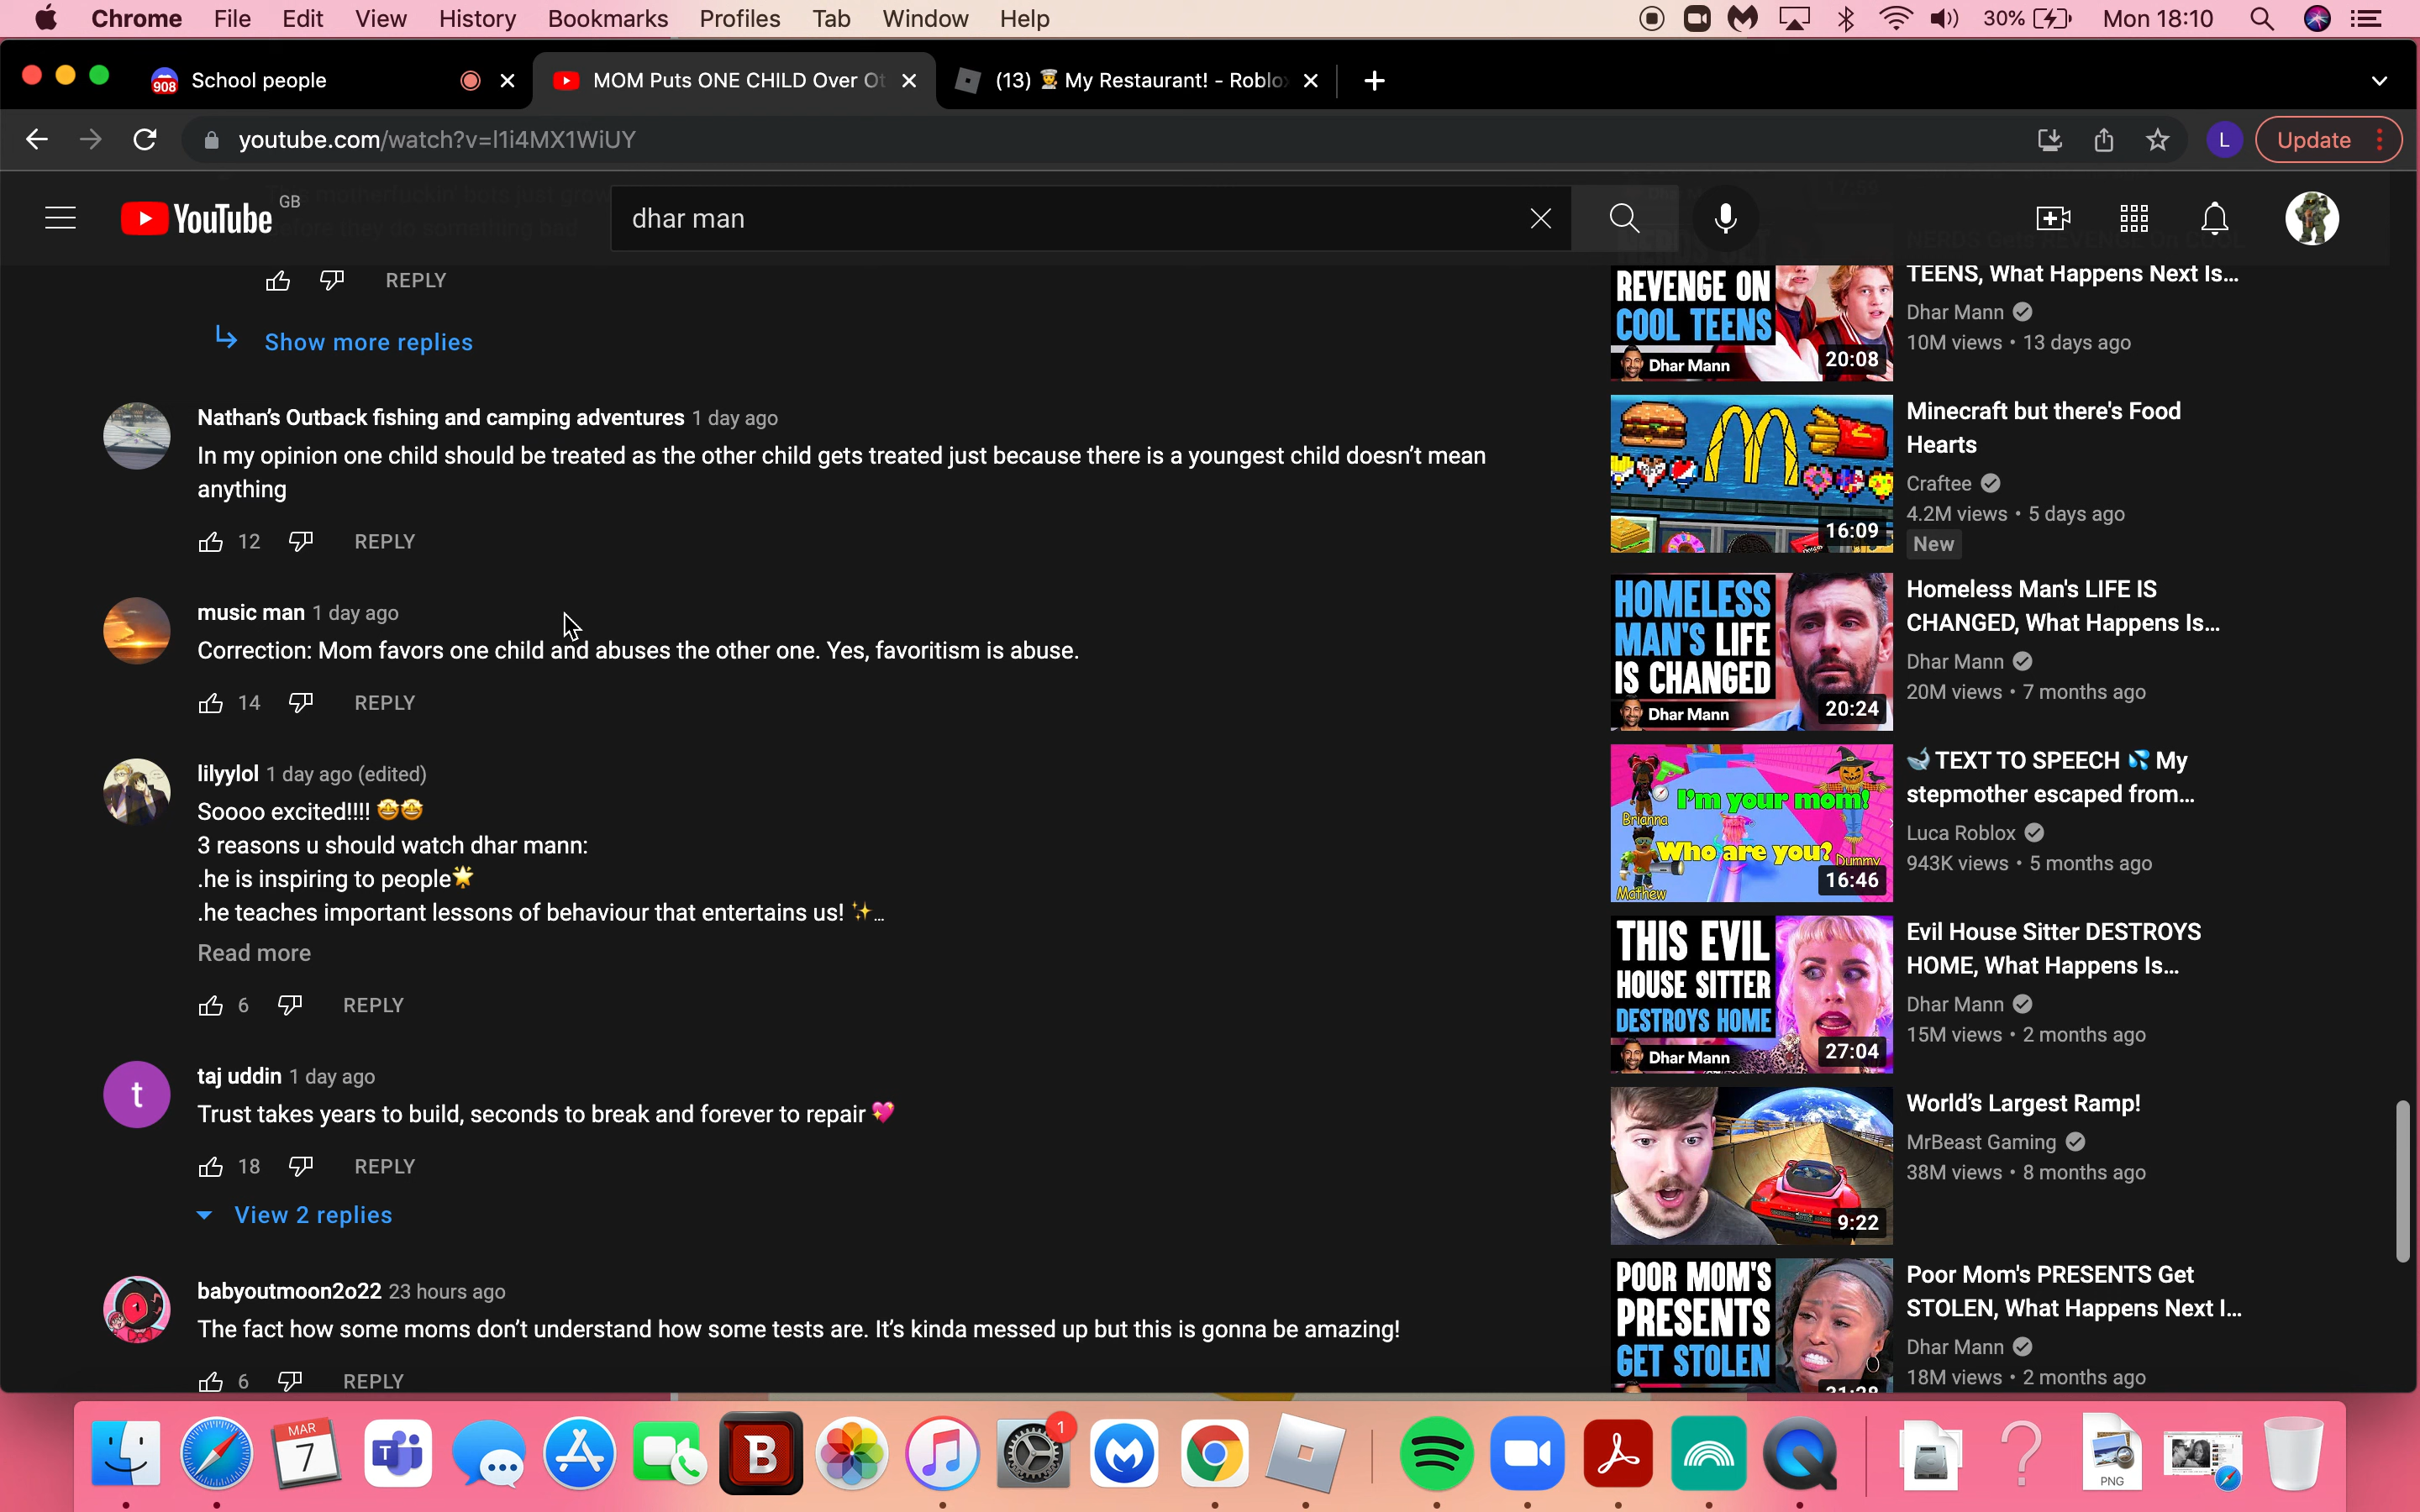 Chrome File Edit View History Bookmarks Profiles Tab Window Help 30% Mon 18:10
908 School people MOM Puts ONE CHILD Over Ot (13) 👨‍🍳 My Restaurant! - Roblo
youtube.com/watch?v=l1i4MX1WiUY L Update
YouTube GB dhar man
REPLY
Show more replies
Nathan's Outback fishing and camping adventures 1 day ago
In my opinion one child should be treated as the other child gets treated just because there is a youngest child doesn't mean
anything
12 REPLY
music man 1 day ago
Correction: Mom favors one child and abuses the other one. Yes, favoritism is abuse.
14 REPLY
lilyylol 1 day ago (edited)
Soooo excited!!!! 🤩🤩
3 reasons u should watch dhar mann:
.he is inspiring to people🌟
.he teaches important lessons of behaviour that entertains us! ✨...
Read more
6 REPLY
t
taj uddin 1 day ago
Trust takes years to build, seconds to break and forever to repair 💖
18 REPLY
View 2 replies
babyoutmoon2o22 23 hours ago
The fact how some moms don't understand how some tests are. It's kinda messed up but this is gonna be amazing!
6 REPLY
REVENGE ON
COOL TEENS
Dhar Mann
20:08
TEENS, What Happens Next Is...
Dhar Mann
10M views • 13 days ago
16:09
Minecraft but there's Food
Hearts
Craftee
4.2M views • 5 days ago
New
HOMELESS
MAN'S LIFE
IS CHANGED
Dhar Mann
20:24
Homeless Man's LIFE IS
CHANGED, What Happens Is...
Dhar Mann
20M views • 7 months ago
I'm your mom!
Brianna
Who are you?
Dummy
Mathew
16:46
🐳 TEXT TO SPEECH 💦 My
stepmother escaped from...
Luca Roblox
943K views • 5 months ago
THIS EVIL
HOUSE SITTER
DESTROYS HOME
Dhar Mann
27:04
Evil House Sitter DESTROYS
HOME, What Happens Is...
Dhar Mann
15M views • 2 months ago
9:22
World's Largest Ramp!
MrBeast Gaming
38M views • 8 months ago
POOR MOM'S
PRESENTS
GET STOLEN
Poor Mom's PRESENTS Get
STOLEN, What Happens Next I...
Dhar Mann
18M views • 2 months ago
MAR
7
T
B
1
PNG